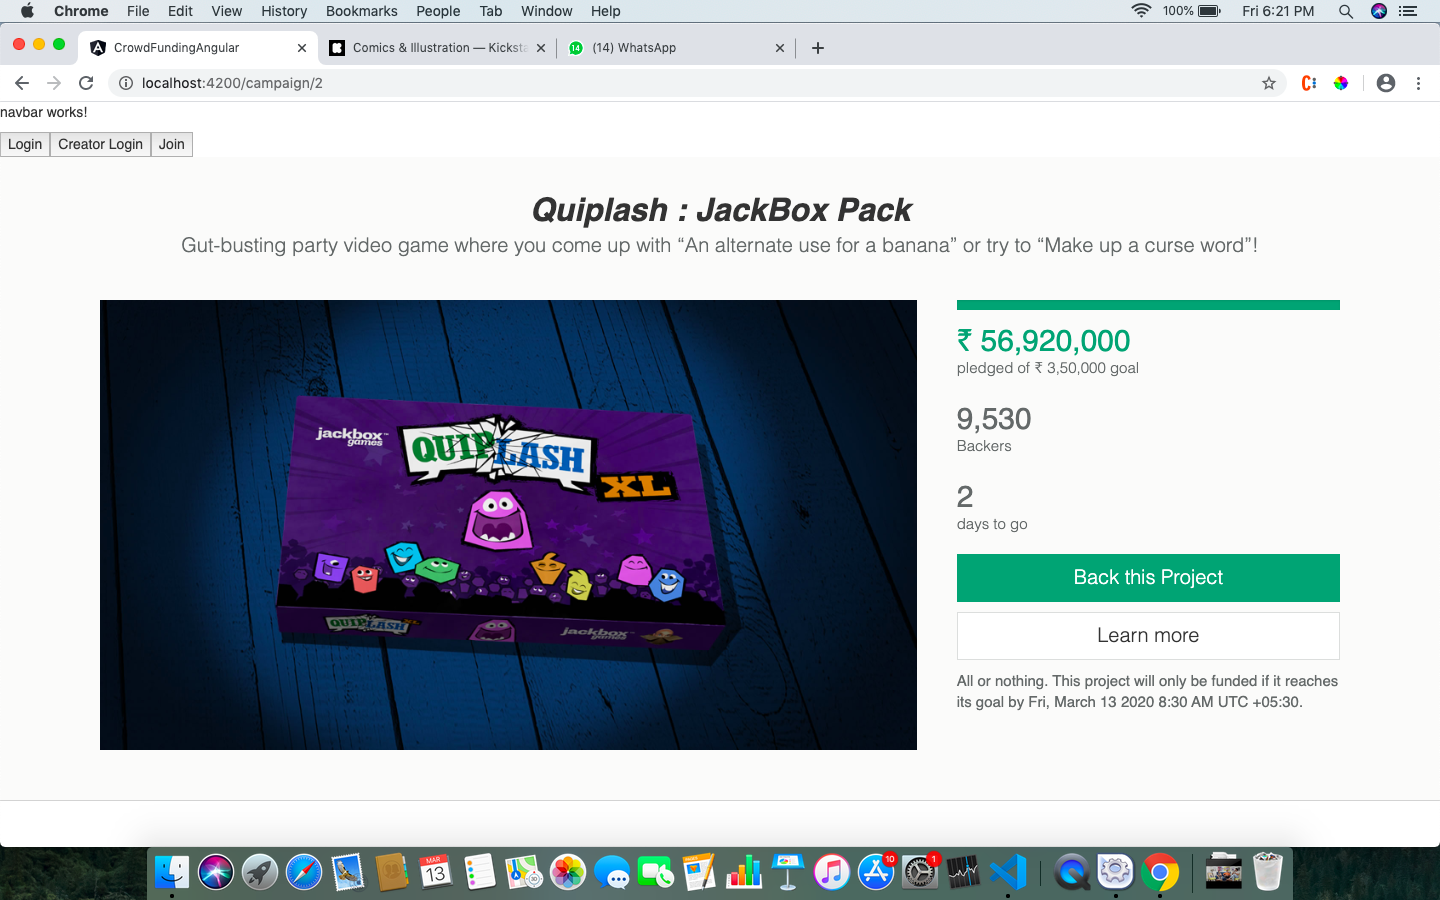 Chrome File Edit View History Bookmarks People Tab Window Help 100% Fri 6:21 PM
CrowdFundingAngular Comics & Illustration — Kicksta 14 (14) WhatsApp
localhost:4200/campaign/2
navbar works!
Login Creator Login Join
Quiplash : JackBox Pack
Gut-busting party video game where you come up with “An alternate use for a banana” or try to “Make up a curse word”!
jackbox games™
QUIPLASH
XL
QUIPLASH XL jackbox games™
₹ 56,920,000
pledged of ₹ 3,50,000 goal
9,530
Backers
2
days to go
Back this Project
Learn more
All or nothing. This project will only be funded if it reaches
its goal by Fri, March 13 2020 8:30 AM UTC +05:30.
MAR
13
10
1